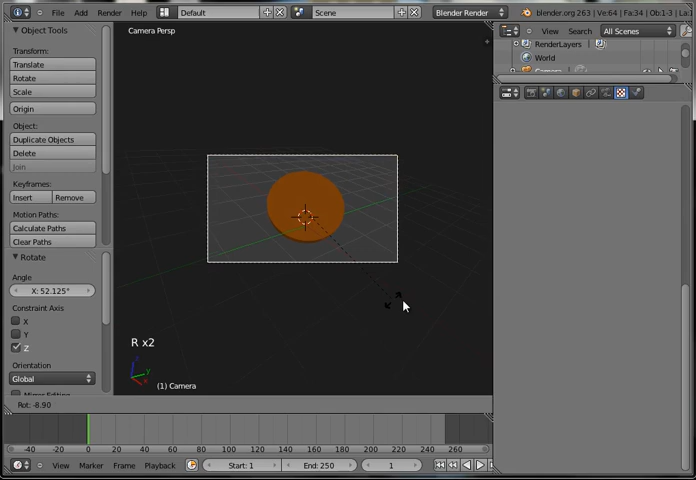 File Add Render Help Default Scene Blender Render blender.org 263 | Ve:64 | Fa:34 | Ob:1-3 | La:
Object Tools
Camera Persp
View Search All Scenes
RenderLayers
World
Transform:
Translate
Rotate
Scale
Origin
Object:
Duplicate Objects
Delete
Join
Keyframes:
Insert Remove
Motion Paths:
Calculate Paths
Clear Paths
Rotate
Angle
X: 52.125°
Constraint Axis
X
Y
Z
Orientation
Global
R x2
z
y
x
(1) Camera
Rot: -8.90
-40 -20 0 20 40 60 80 100 120 140 160 180 200 220 240 260
View Marker Frame Playback Start: 1 End: 250 1